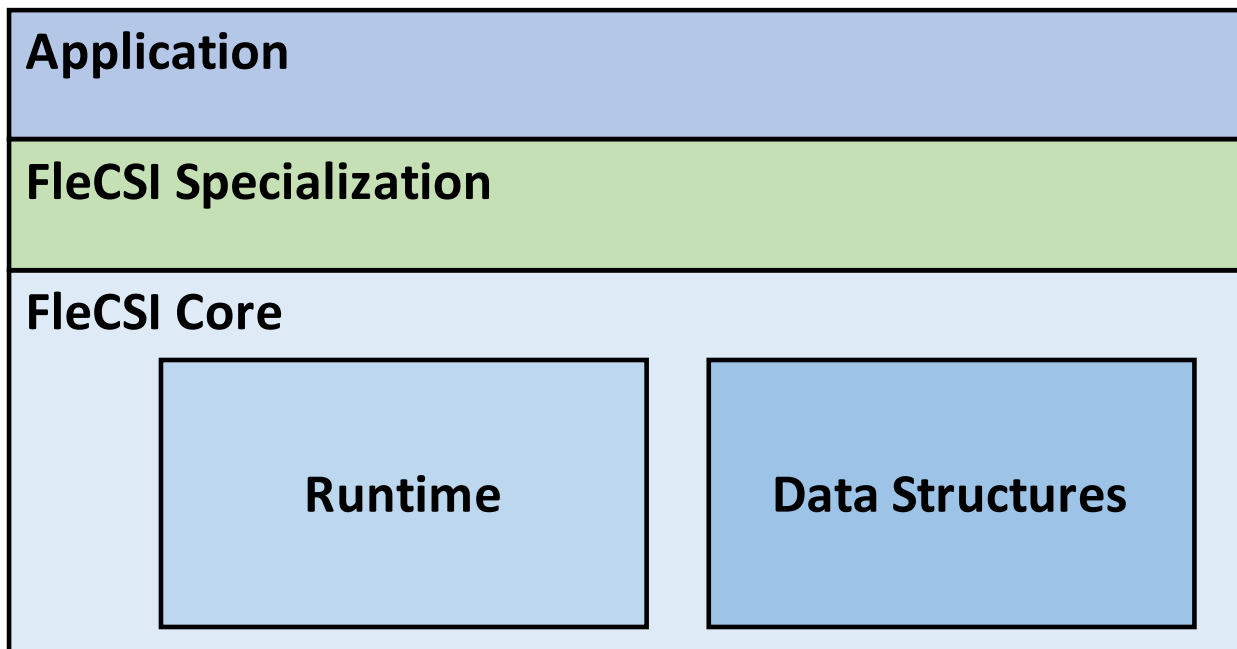 Application
FleCSI Specialization
FleCSI Core
Runtime
Data Structures